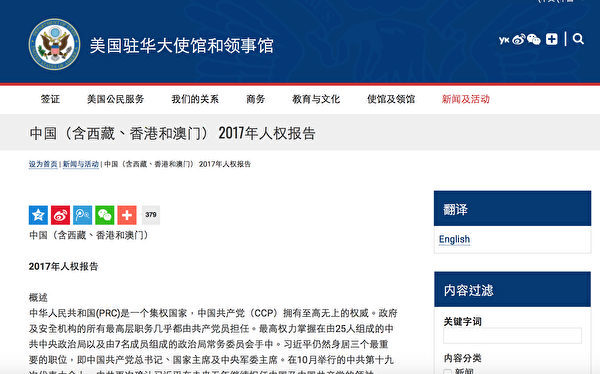 美国驻华大使馆和领事馆
签证 美国公民服务 我们的关系 商务 教育与文化 使馆及领馆 新闻及活动
中国（含西藏、香港和澳门） 2017年人权报告
设为首页 | 新闻与活动 | 中国（含西藏、香港和澳门） 2017年人权报告
379
中国（含西藏、香港和澳门）
2017年人权报告
概述
中华人民共和国(PRC)是一个集权国家，中国共产党（CCP）拥有至高无上的权威。政府
及安全机构的所有最高层职务几乎都由共产党员担任。最高权力掌握在由25人组成的中
共中央政治局以及由7名成员组成的政治局常务委员会手中。习近平仍然身居三个最重
要的职位，即中国共产党总书记、国家主席及中央军委主席。在10月举行的中共第十九
翻译
English
内容过滤
关键字词
内容分类
新闻